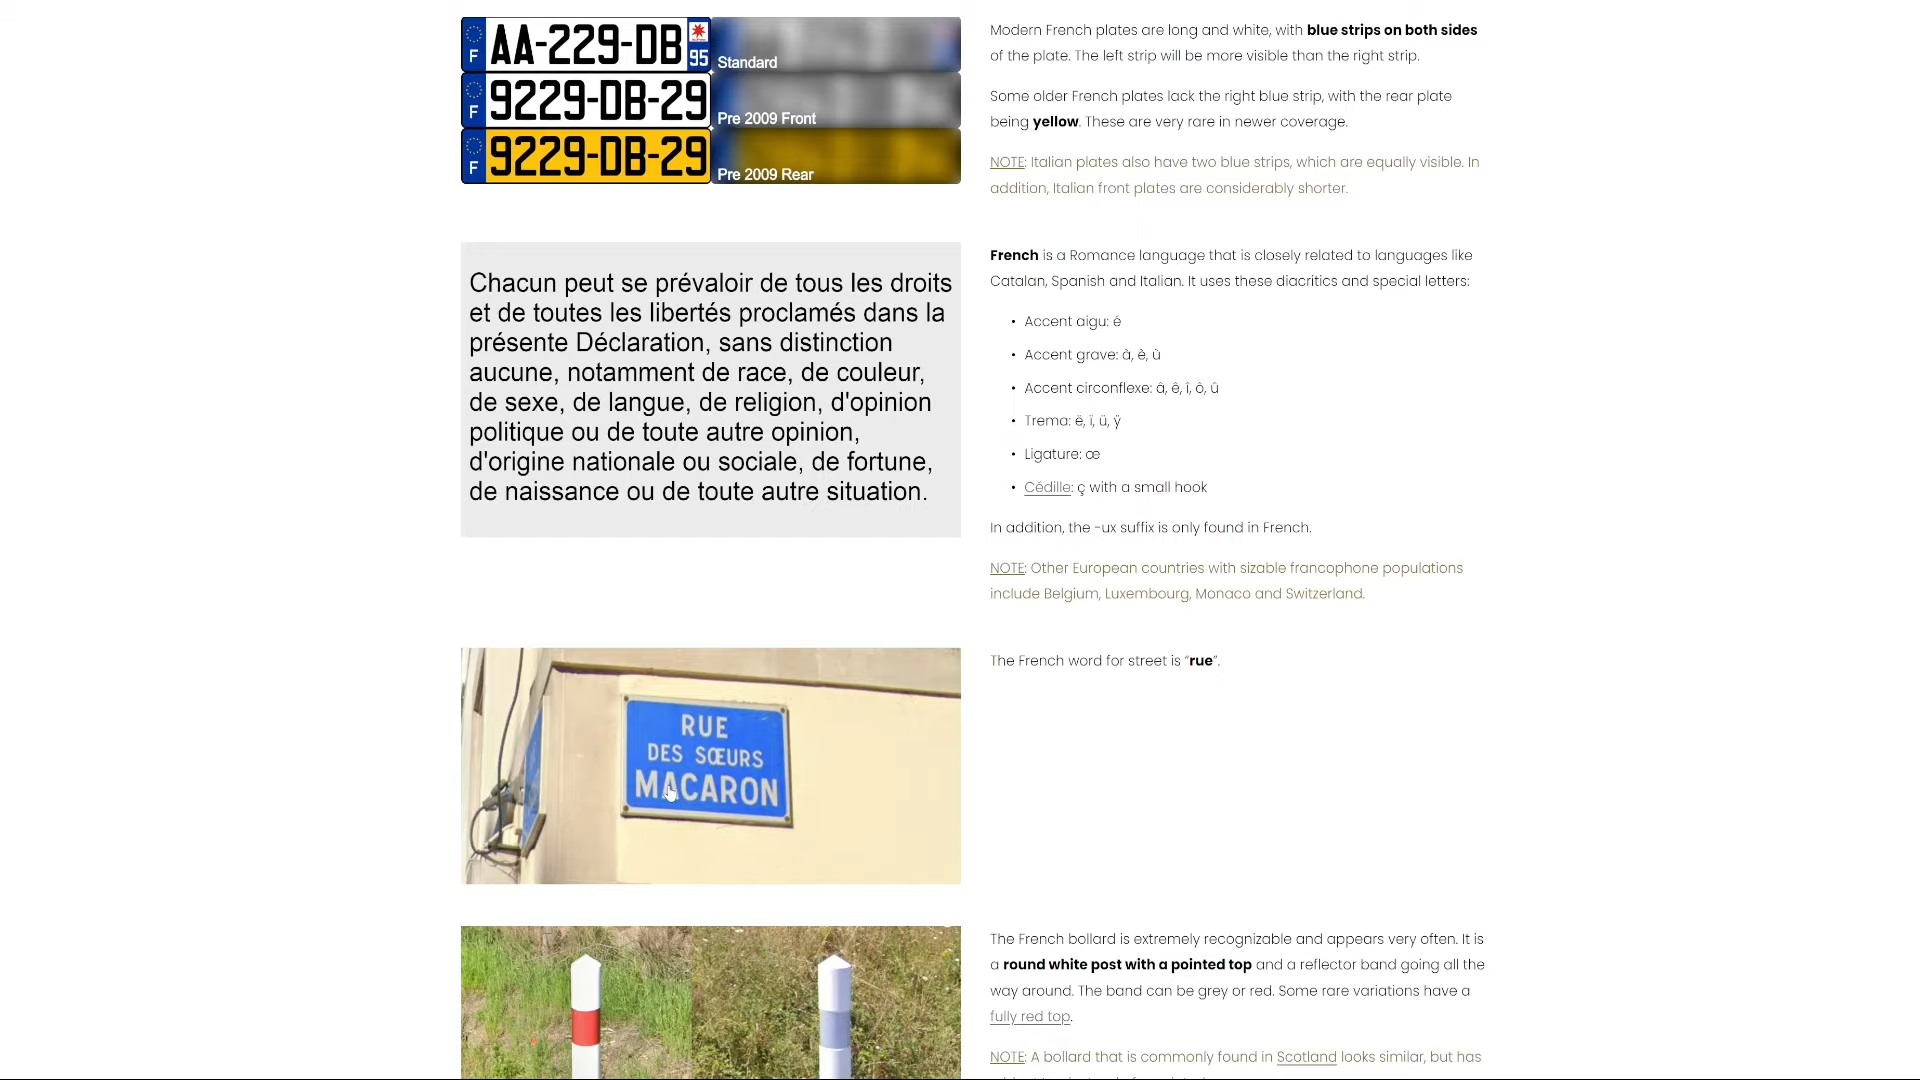 F AA-229-DB 95 Standard
F 9229-DB-29 Pre 2009 Front
F 9229-DB-29 Pre 2009 Rear
Modern French plates are long and white, with blue strips on both sides
of the plate. The left strip will be more visible than the right strip.
Some older French plates lack the right blue strip, with the rear plate
being yellow. These are very rare in newer coverage.
NOTE: Italian plates also have two blue strips, which are equally visible. In
addition, Italian front plates are considerably shorter.
Chacun peut se prévaloir de tous les droits
et de toutes les libertés proclamés dans la
présente Déclaration, sans distinction
aucune, notamment de race, de couleur,
de sexe, de langue, de religion, d'opinion
politique ou de toute autre opinion,
d'origine nationale ou sociale, de fortune,
de naissance ou de toute autre situation.
French is a Romance language that is closely related to languages like
Catalan, Spanish and Italian. It uses these diacritics and special letters:
• Accent aigu: é
• Accent grave: à, è, ù
• Accent circonflexe: â, ê, î, ô, û
• Trema: ë, ï, ü, ÿ
• Ligature: œ
• Cédille: ç with a small hook
In addition, the -ux suffix is only found in French.
NOTE: Other European countries with sizable francophone populations
include Belgium, Luxembourg, Monaco and Switzerland.
RUE
DES SŒURS
MACARON
The French word for street is “rue”.
The French bollard is extremely recognizable and appears very often. It is
a round white post with a pointed top and a reflector band going all the
way around. The band can be grey or red. Some rare variations have a
fully red top.
NOTE: A bollard that is commonly found in Scotland looks similar, but has